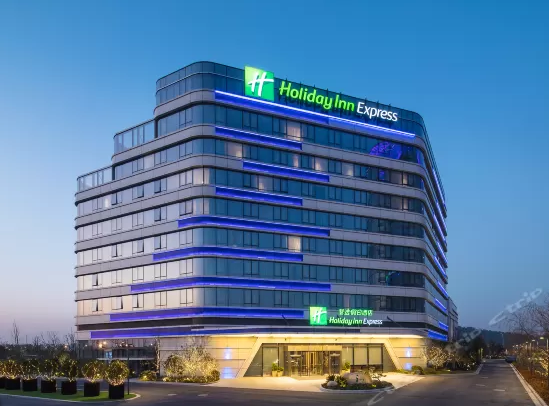 H Holiday Inn Express
H 智选假日酒店
Holiday Inn Express